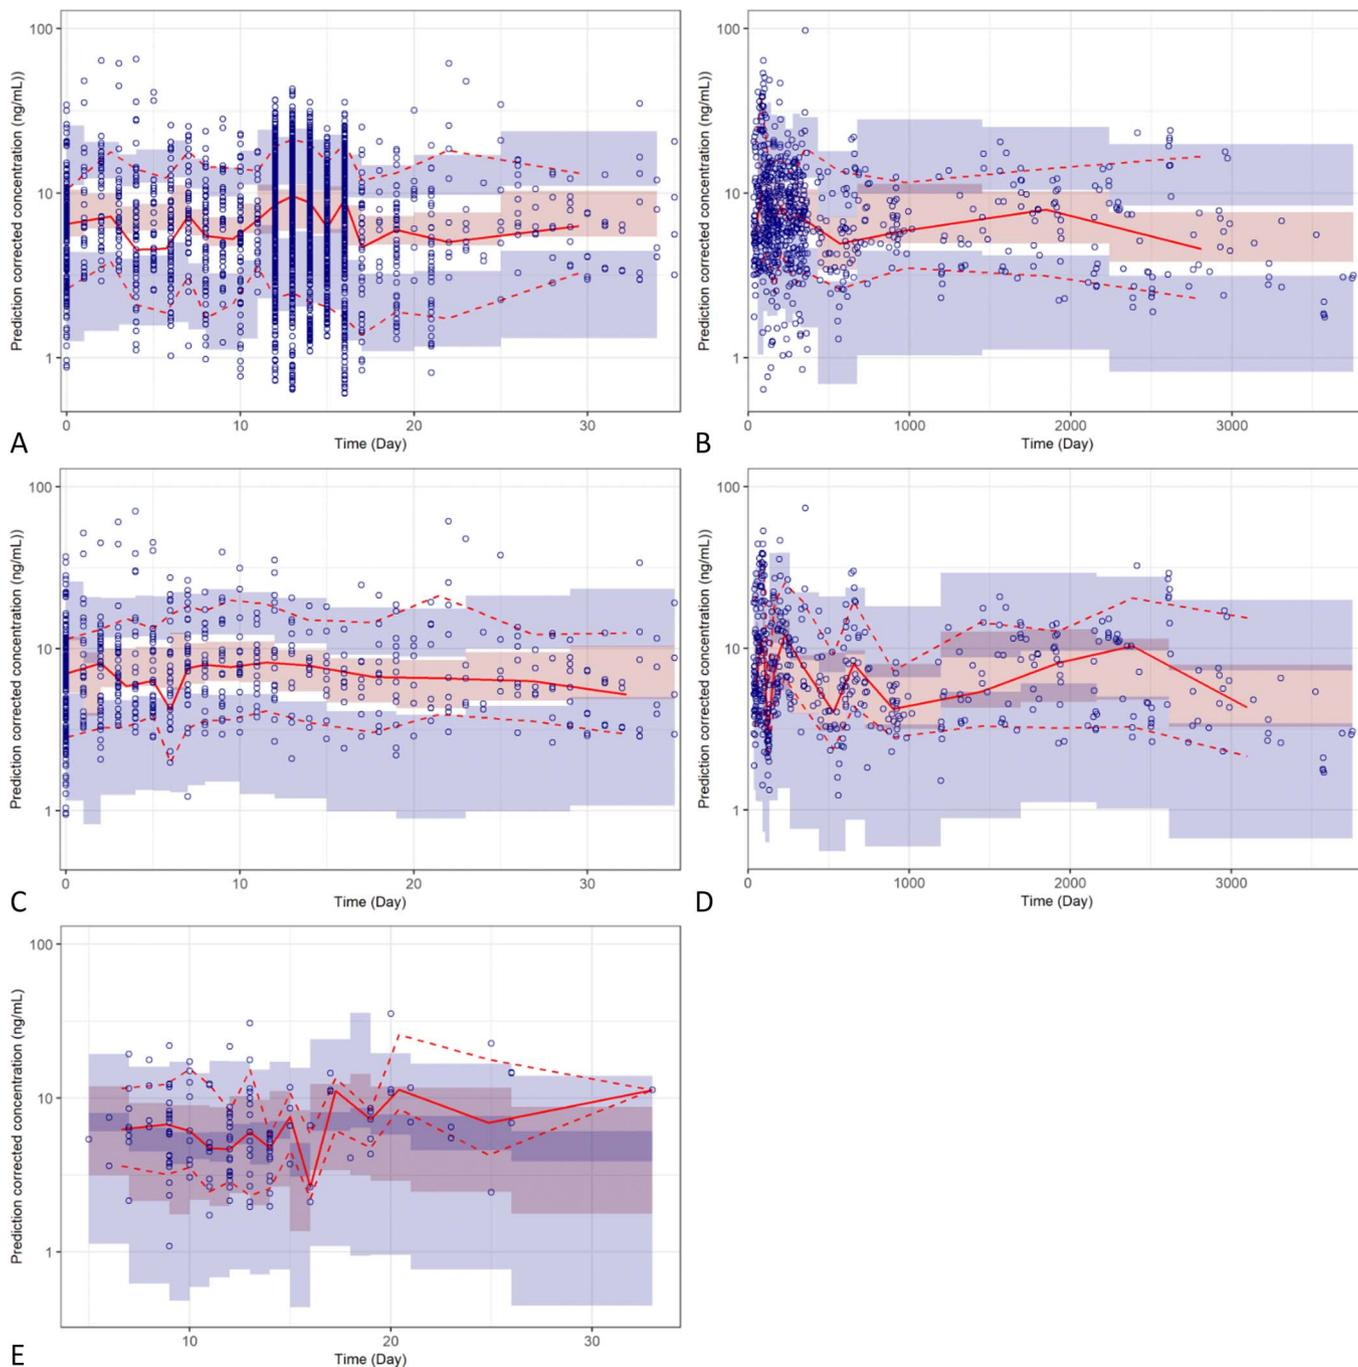 Prediction corrected concentration (ng/mL))
100
10
1
0
10
20
30
Time (Day)
A
Prediction corrected concentration (ng/mL))
100
10
1
0
1000
2000
3000
Time (Day)
B
Prediction corrected concentration (ng/mL))
100
10
1
0
10
20
30
Time (Day)
C
Prediction corrected concentration (ng/mL))
100
10
1
0
1000
2000
3000
Time (Day)
D
Prediction corrected concentration (ng/mL)
100
10
1
10
20
30
Time (Day)
E